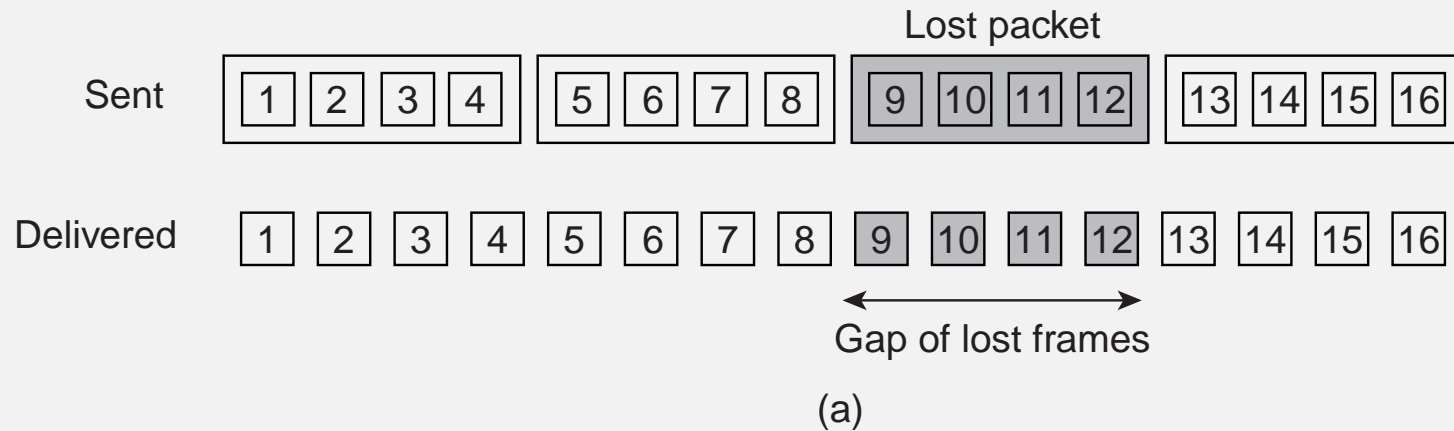 Lost packet
Sent 1 2 3 4 5 6 7 8 9 10 11 12 13 14 15 16
Delivered 1 2 3 4 5 6 7 8 9 10 11 12 13 14 15 16
Gap of lost frames
(a)